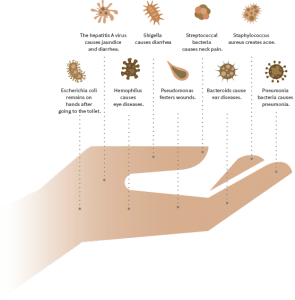 The hepatitis A virus
causes jaundice
and diarrhea.
Shigella
causes diarrhea
Streptococcal
bacteria
causes neck pain.
Staphylococcus
aureus creates acne.
Escherichia coli
remains on
hands after
going to the toilet.
Hemophilus
causes
eye diseases.
Pseudomonas
festers wounds.
Bacteroids cause
ear diseases.
Pneumonia
bacteria causes
pneumonia.